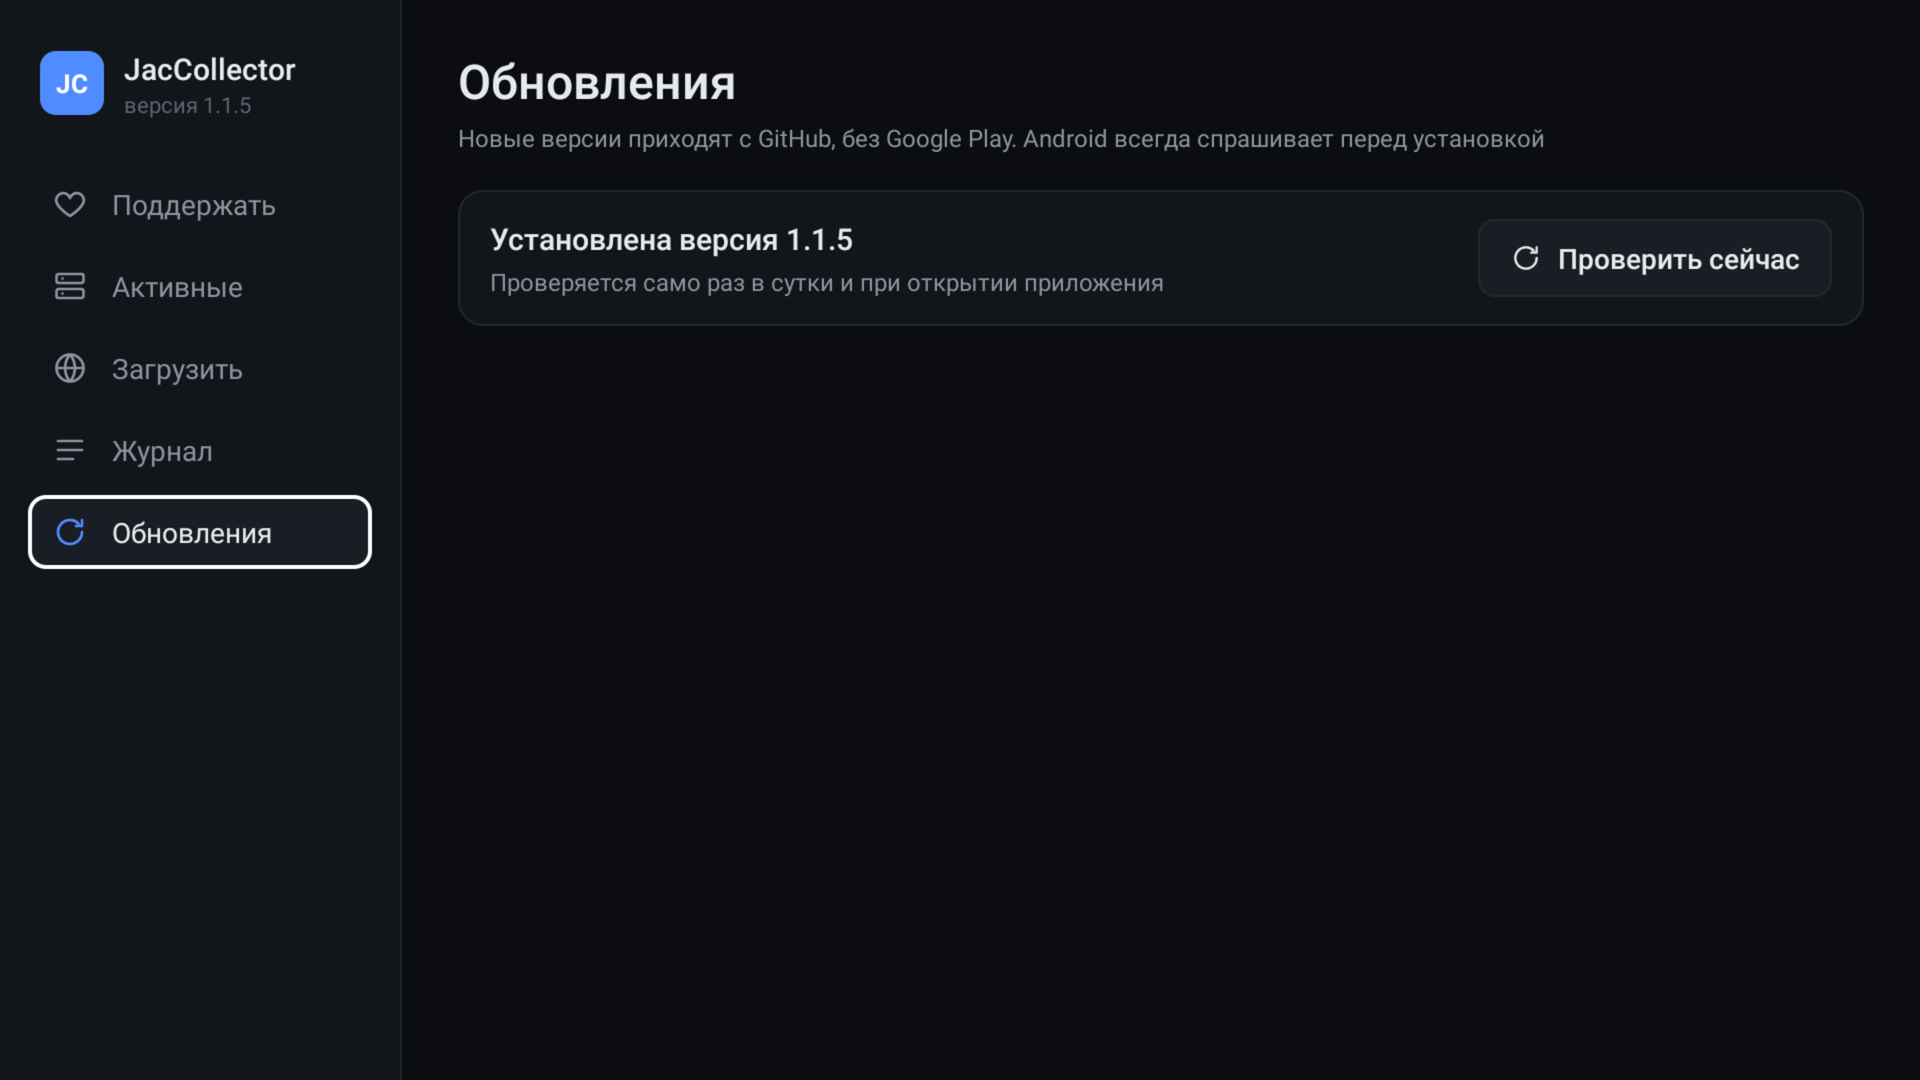 JC
JacCollector
версия 1.1.5
Поддержать
Активные
Загрузить
Журнал
Обновления
Обновления
Новые версии приходят с GitHub, без Google Play. Android всегда спрашивает перед установкой
Установлена версия 1.1.5
Проверяется само раз в сутки и при открытии приложения
Проверить сейчас